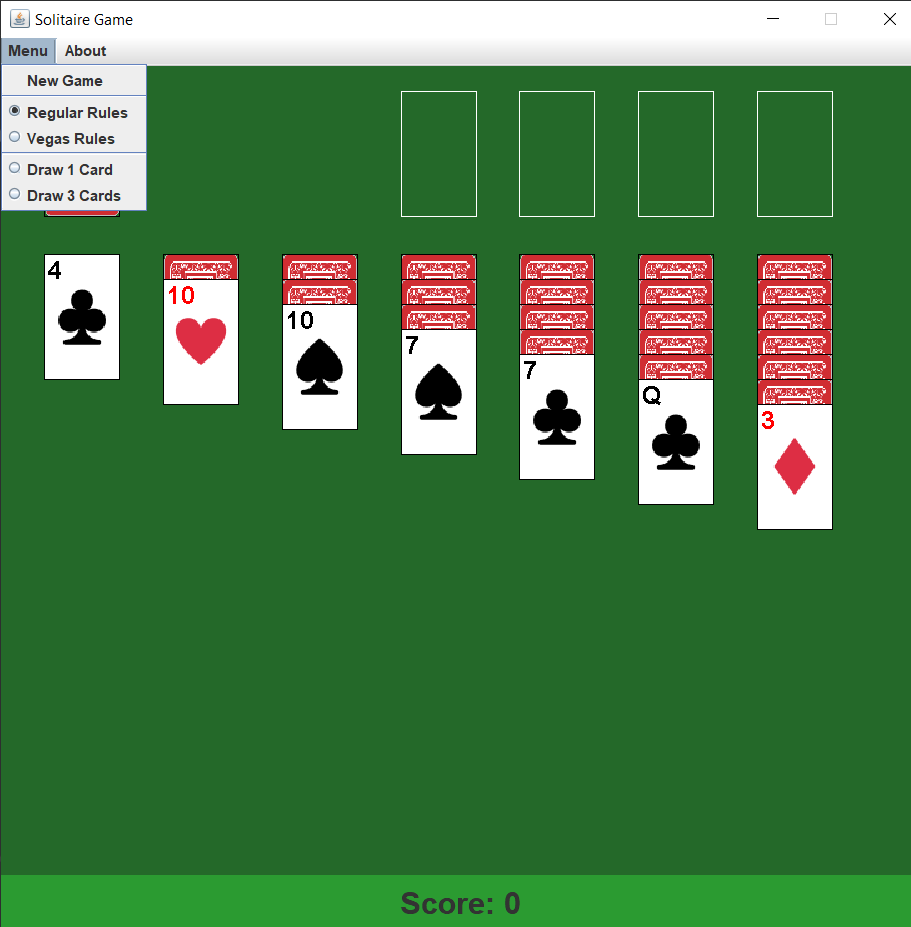 Solitaire Game
Menu About
New Game
Regular Rules
Vegas Rules
Draw 1 Card
Draw 3 Cards
4
10
10
7
7
Q
3
Score: 0